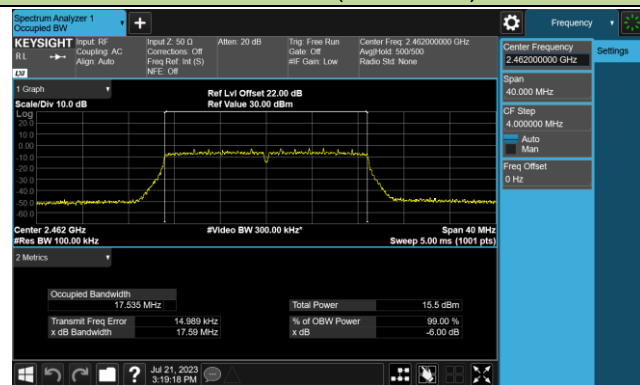 Spectrum Analyzer 1
Occupied BW
Frequency
KEYSIGHT
Input: RF
Input Z: 50 Ω
Atten: 20 dB
Trig: Free Run
Center Freq: 2.462000000 GHz
RL
Coupling: AC
Corrections: Off
Gate: Off
Avg|Hold: 500/500
Align: Auto
Freq Ref: Int (S)
#IF Gain: Low
Radio Std: None
NFE: Off
LXI
Center Frequency
2.462000000 GHz
Settings
Span
40.000 MHz
CF Step
4.000000 MHz
Auto
Man
Freq Offset
0 Hz
1 Graph
Ref Lvl Offset 22.00 dB
Scale/Div 10.0 dB
Ref Value 30.00 dBm
Log
20.0
10.0
0.00
-10.0
-20.0
-30.0
-40.0
-50.0
-60.0
Center 2.462 GHz
#Video BW 300.00 kHz*
Span 40 MHz
#Res BW 100.00 kHz
Sweep 5.00 ms (1001 pts)
2 Metrics
Occupied Bandwidth
17.535 MHz
Total Power
15.5 dBm
Transmit Freq Error
14.989 kHz
% of OBW Power
99.00 %
x dB Bandwidth
17.59 MHz
x dB
-6.00 dB
?
Jul 21, 2023
3:19:18 PM